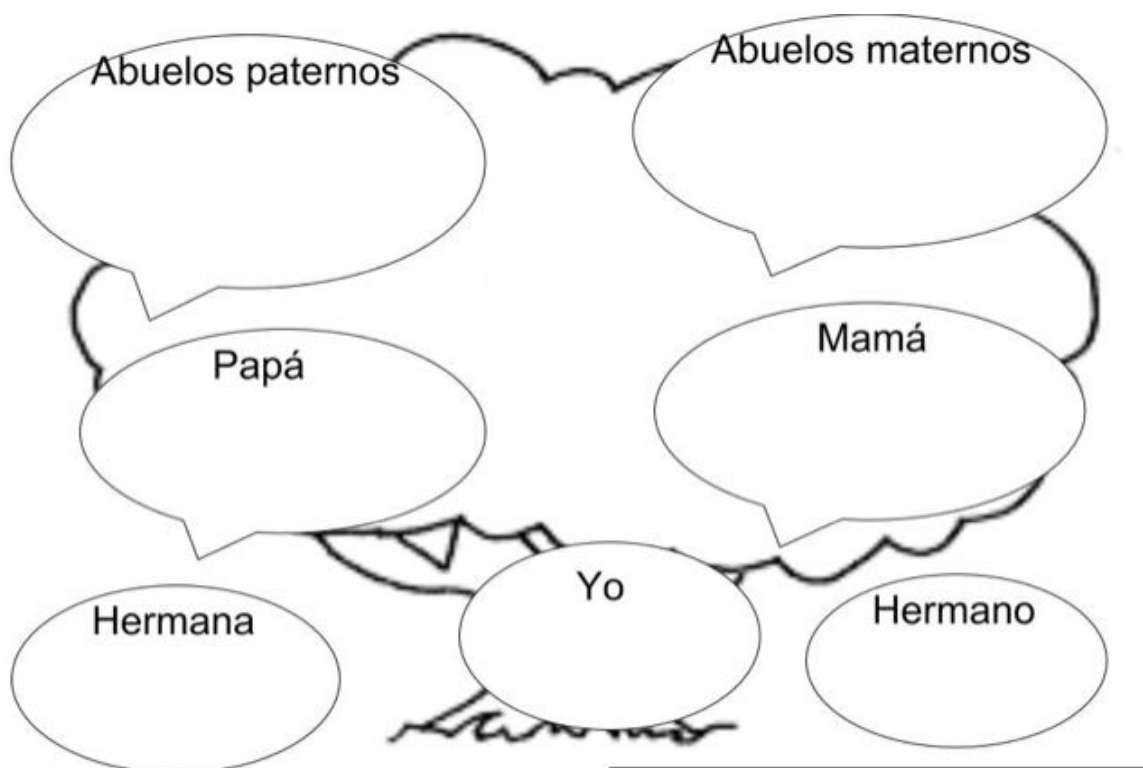 Abuelos paternos
Abuelos maternos
Papá
Mamá
Hermana
Yo
Hermano